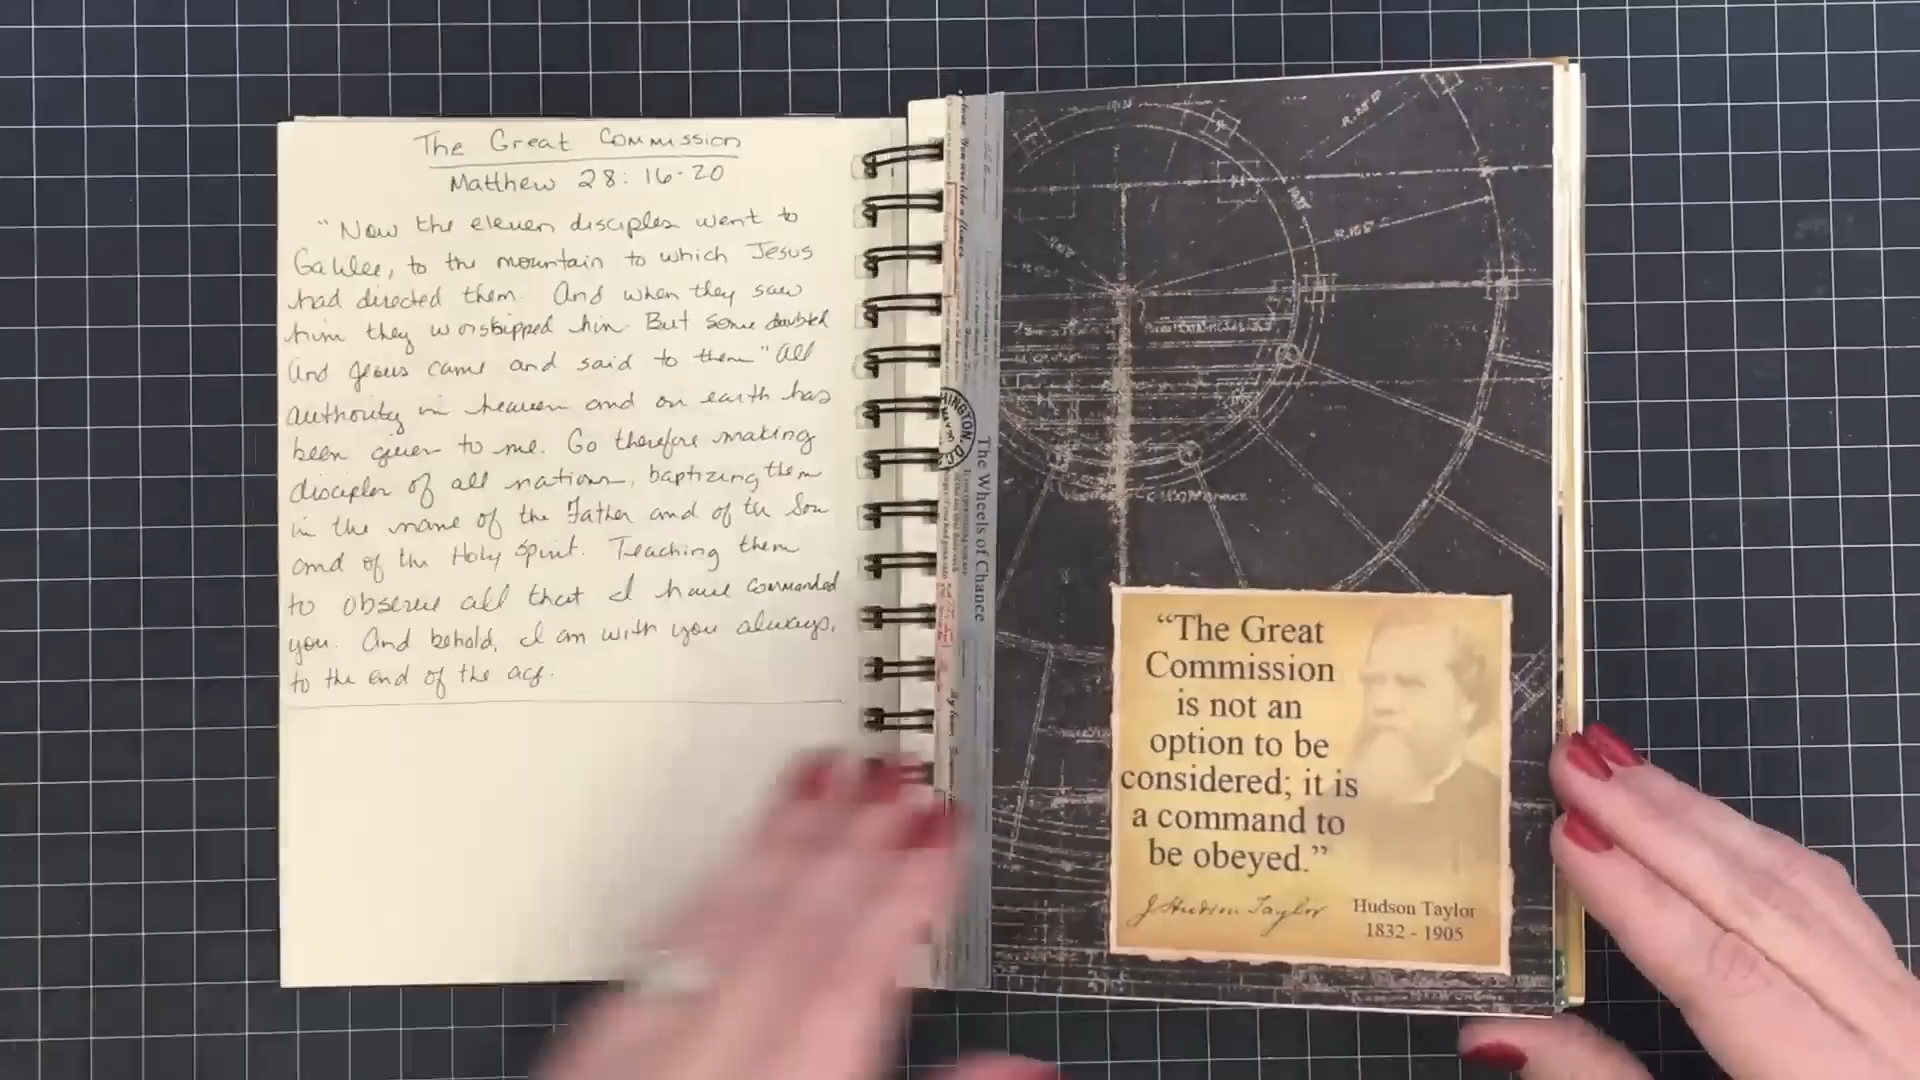 The Great Commission
Matthew 28:16-20
"Now the eleven disciples went to
Galilee, to the mountain to which Jesus
had directed them. And when they saw
him they worshipped him. But some doubted
And Jesus came and said to them "All
authority in heaven and on earth has
been given to me. Go therefore making
disciples of all nations, baptizing them
in the name of the Father and of the Son
and of the Holy Spirit. Teaching them
to observe all that I have commanded
you. And behold, I am with you always,
to the end of the age.
The Wheels of Chance
R.25'0
R.105
"The Great
Commission
is not an
option to be
considered; it is
a command to
be obeyed."
J Hudson Taylor
Hudson Taylor
1832 - 1905